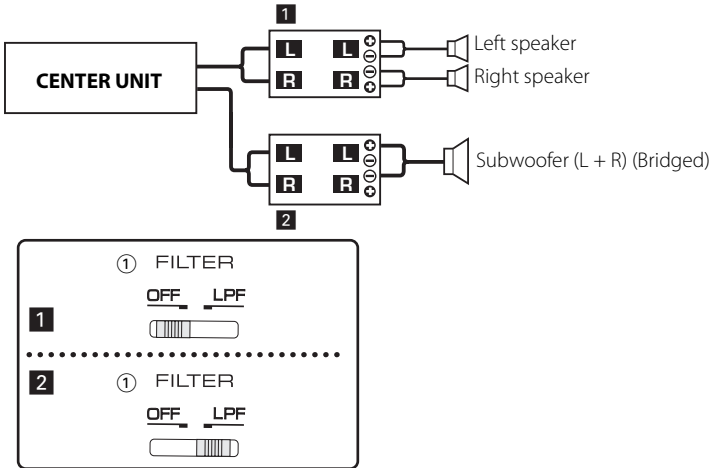 1
L L ⊕ ⊖ Left speaker
CENTER UNIT
R R ⊖ ⊕ Right speaker
L L ⊕ ⊖
Subwoofer (L + R) (Bridged)
R R ⊖ ⊕
2
① FILTER
OFF LPF
1
2 ① FILTER
OFF LPF